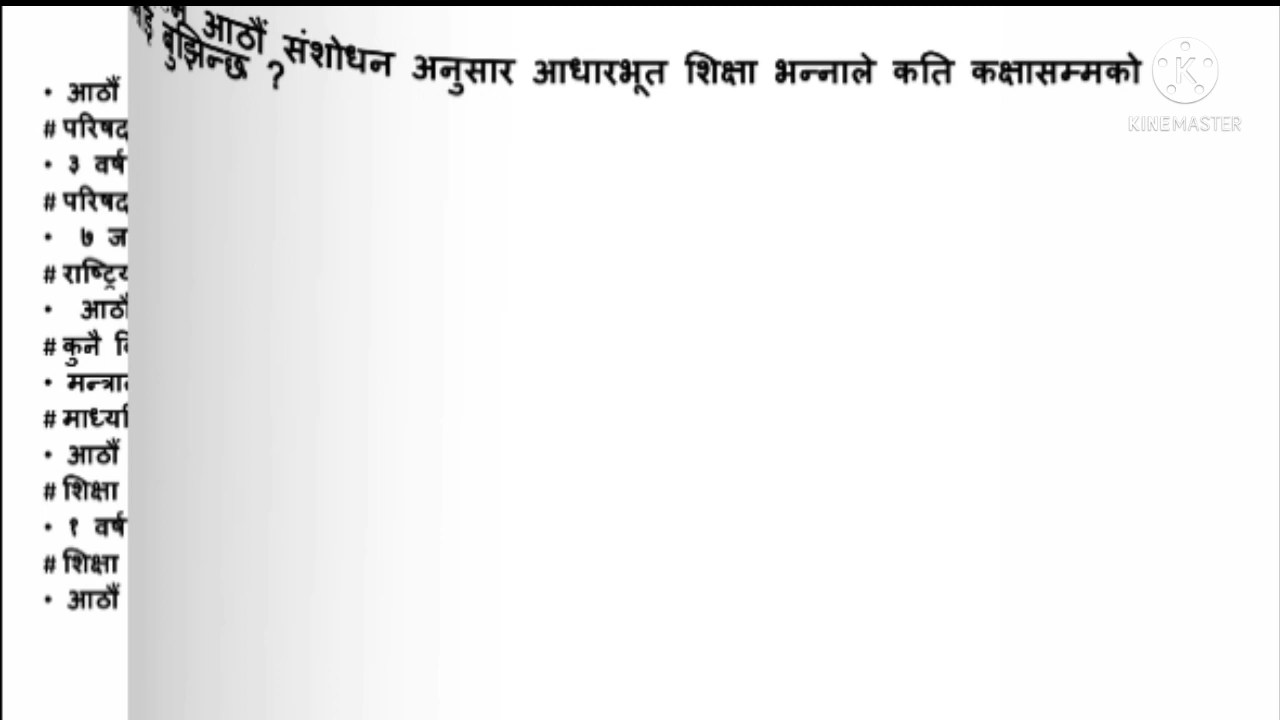 आठौं संशोधन अनुसार आधारभूत शिक्षा भन्नाले कति कक्षासम्मको
बुझिन्छ ?
• आठौं
# परिषद
• ३ वर्ष
# परिषद
• ७ ज
# राष्ट्रिय
• आठौं
# कुनै
• मन्त्रा
# माध्य
• आठौं
# शिक्षा
• १ वर्ष
# शिक्षा
• आठौं
KINEMASTER